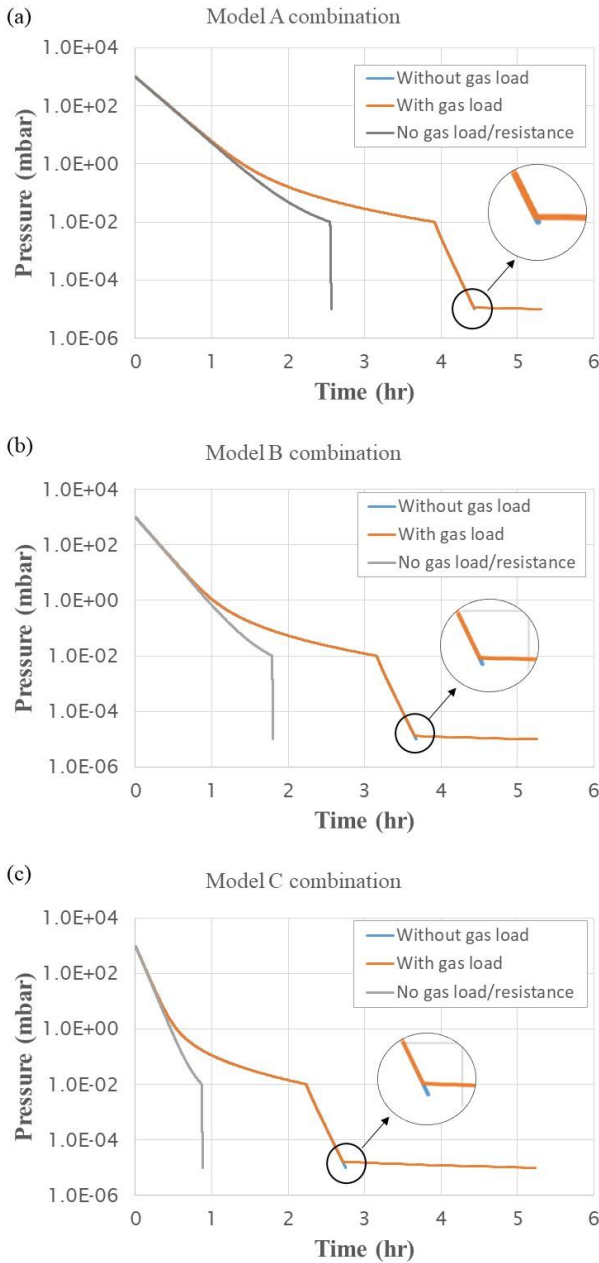 (a)
Model A combination
1.0E+04
1.0E+02
1.0E+00
1.0E-02
1.0E-04
1.0E-06
Pressure (mbar)
Without gas load
With gas load
No gas load/resistance
0 1 2 3 4 5 6
Time (hr)
(b)
Model B combination
1.0E+04
1.0E+02
1.0E+00
1.0E-02
1.0E-04
1.0E-06
Pressure (mbar)
Without gas load
With gas load
No gas load/resistance
0 1 2 3 4 5 6
Time (hr)
(c)
Model C combination
1.0E+04
1.0E+02
1.0E+00
1.0E-02
1.0E-04
1.0E-06
Pressure (mbar)
Without gas load
With gas load
No gas load/resistance
0 1 2 3 4 5 6
Time (hr)